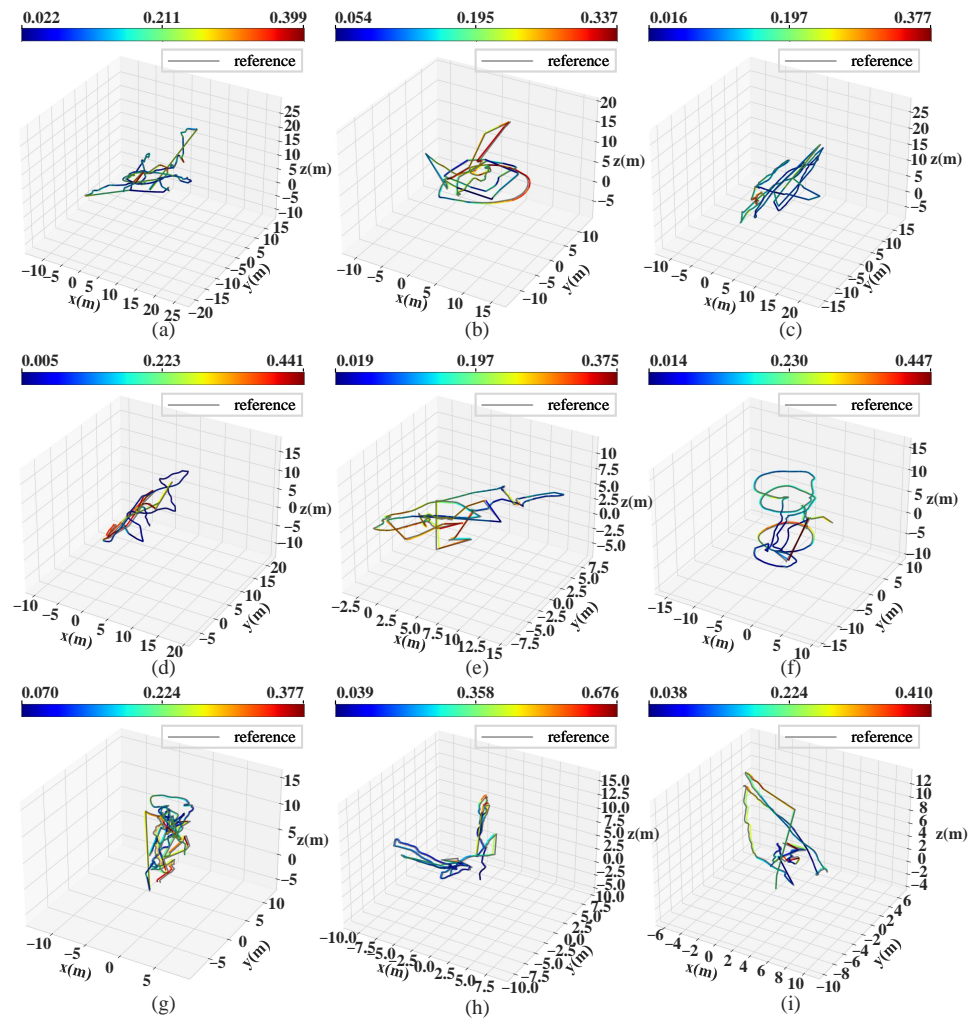 0.022 0.211 0.399
reference
25
20
15
10
5
0
−5
−10
z(m)
−10 −5 0 5 10 15 20 25
x(m)
−20 −15 −10 −5 0 5 10 15
y(m)
(a)
0.054 0.195 0.337
reference
20
15
10
5
0
−5
z(m)
−10 −5 0 5 10 15
x(m)
−10 −5 0 5 10
y(m)
(b)
0.016 0.197 0.377
reference
25
20
15
10
5
0
−5
z(m)
−10 −5 0 5 10 15 20
x(m)
−15 −10 −5 0 5 10 15
y(m)
(c)
0.005 0.223 0.441
reference
15
10
5
0
−5
−10
z(m)
−10 −5 0 5 10 15 20
x(m)
−5 0 5 10 15 20
y(m)
(d)
0.019 0.197 0.375
reference
10
7.5
5.0
2.5
0.0
−2.5
−5.0
z(m)
−2.5 0 2.5 5.0 7.5 10 12.5 15
x(m)
−7.5 −5.0 −2.5 0.0 2.5 5.0 7.5
y(m)
(e)
0.014 0.230 0.447
reference
15
10
5
0
−5
−10
z(m)
−15 −10 −5 0 5 10
x(m)
−15 −10 −5 0 5 10
y(m)
(f)
0.070 0.224 0.377
reference
15
10
5
0
−5
z(m)
−10 −5 0 5
x(m)
−5 0 5 10
y(m)
(g)
0.039 0.358 0.676
reference
15.0
12.5
10.0
7.5
5.0
2.5
0.0
−2.5
−5.0
z(m)
−10.0 −7.5 −5.0 −2.5 0.0 2.5 5.0 7.5
x(m)
−10.0 −7.5 −5.0 −2.5 0.0 2.5 5.0 7.5 10.0
y(m)
(h)
0.038 0.224 0.410
reference
12
10
8
6
4
2
0
−2
−4
z(m)
−6 −4 −2 0 2 4 6 8 10
x(m)
−10 −8 −6 −4 −2 0 2 4 6
y(m)
(i)